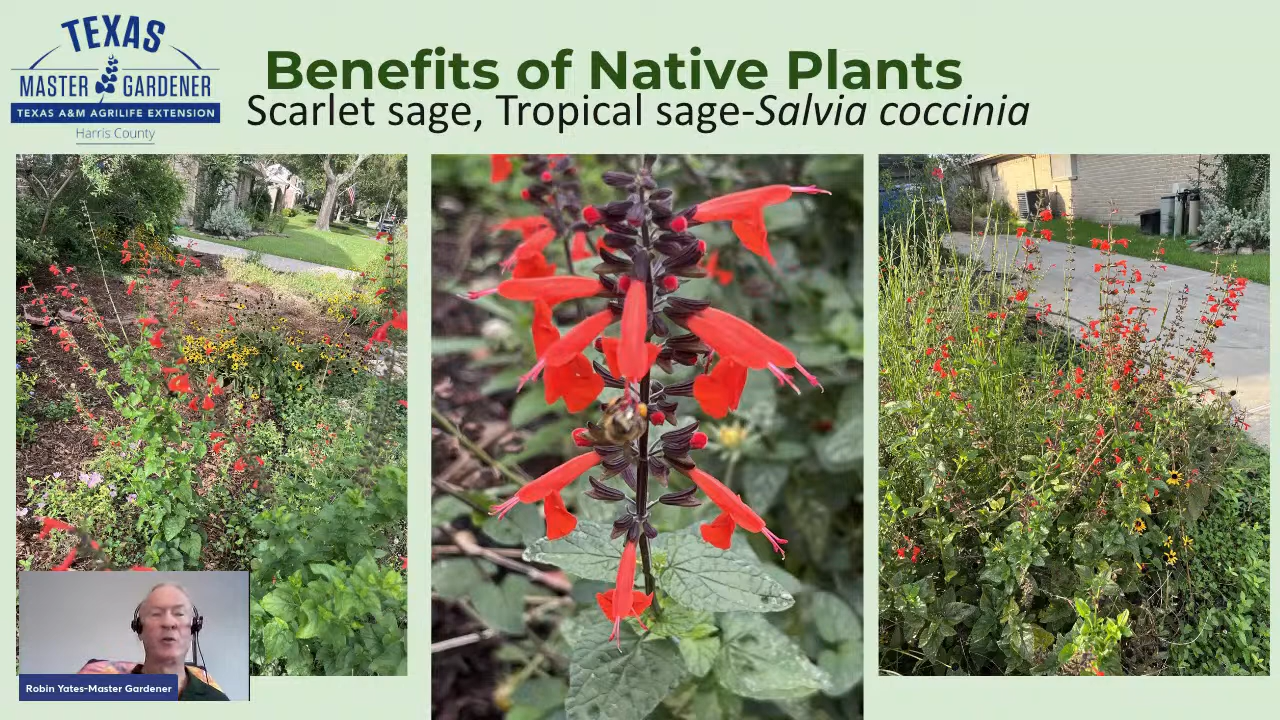 TEXAS
MASTER GARDENER
TEXAS A&M AGRILIFE EXTENSION
Harris County
Benefits of Native Plants
Scarlet sage, Tropical sage-Salvia coccinia
Robin Yates-Master Gardener